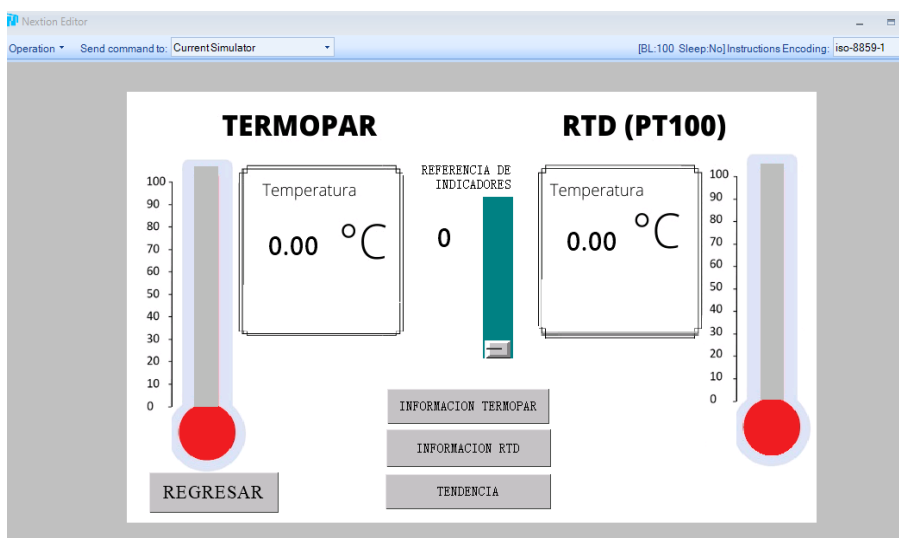 Nextion Editor
Operation Send command to: CurrentSimulator [BL:100 Sleep:No] Instructions Encoding: iso-8859-1
TERMOPAR
RTD (PT100)
100
90
80
70
60
50
40
30
20
10
0
Temperatura
0.00 °C
REFERENCIA DE
INDICADORES
0
Temperatura
0.00 °C
100
90
80
70
60
50
40
30
20
10
0
INFORMACION TERMOPAR
INFORMACION RTD
TENDENCIA
REGRESAR